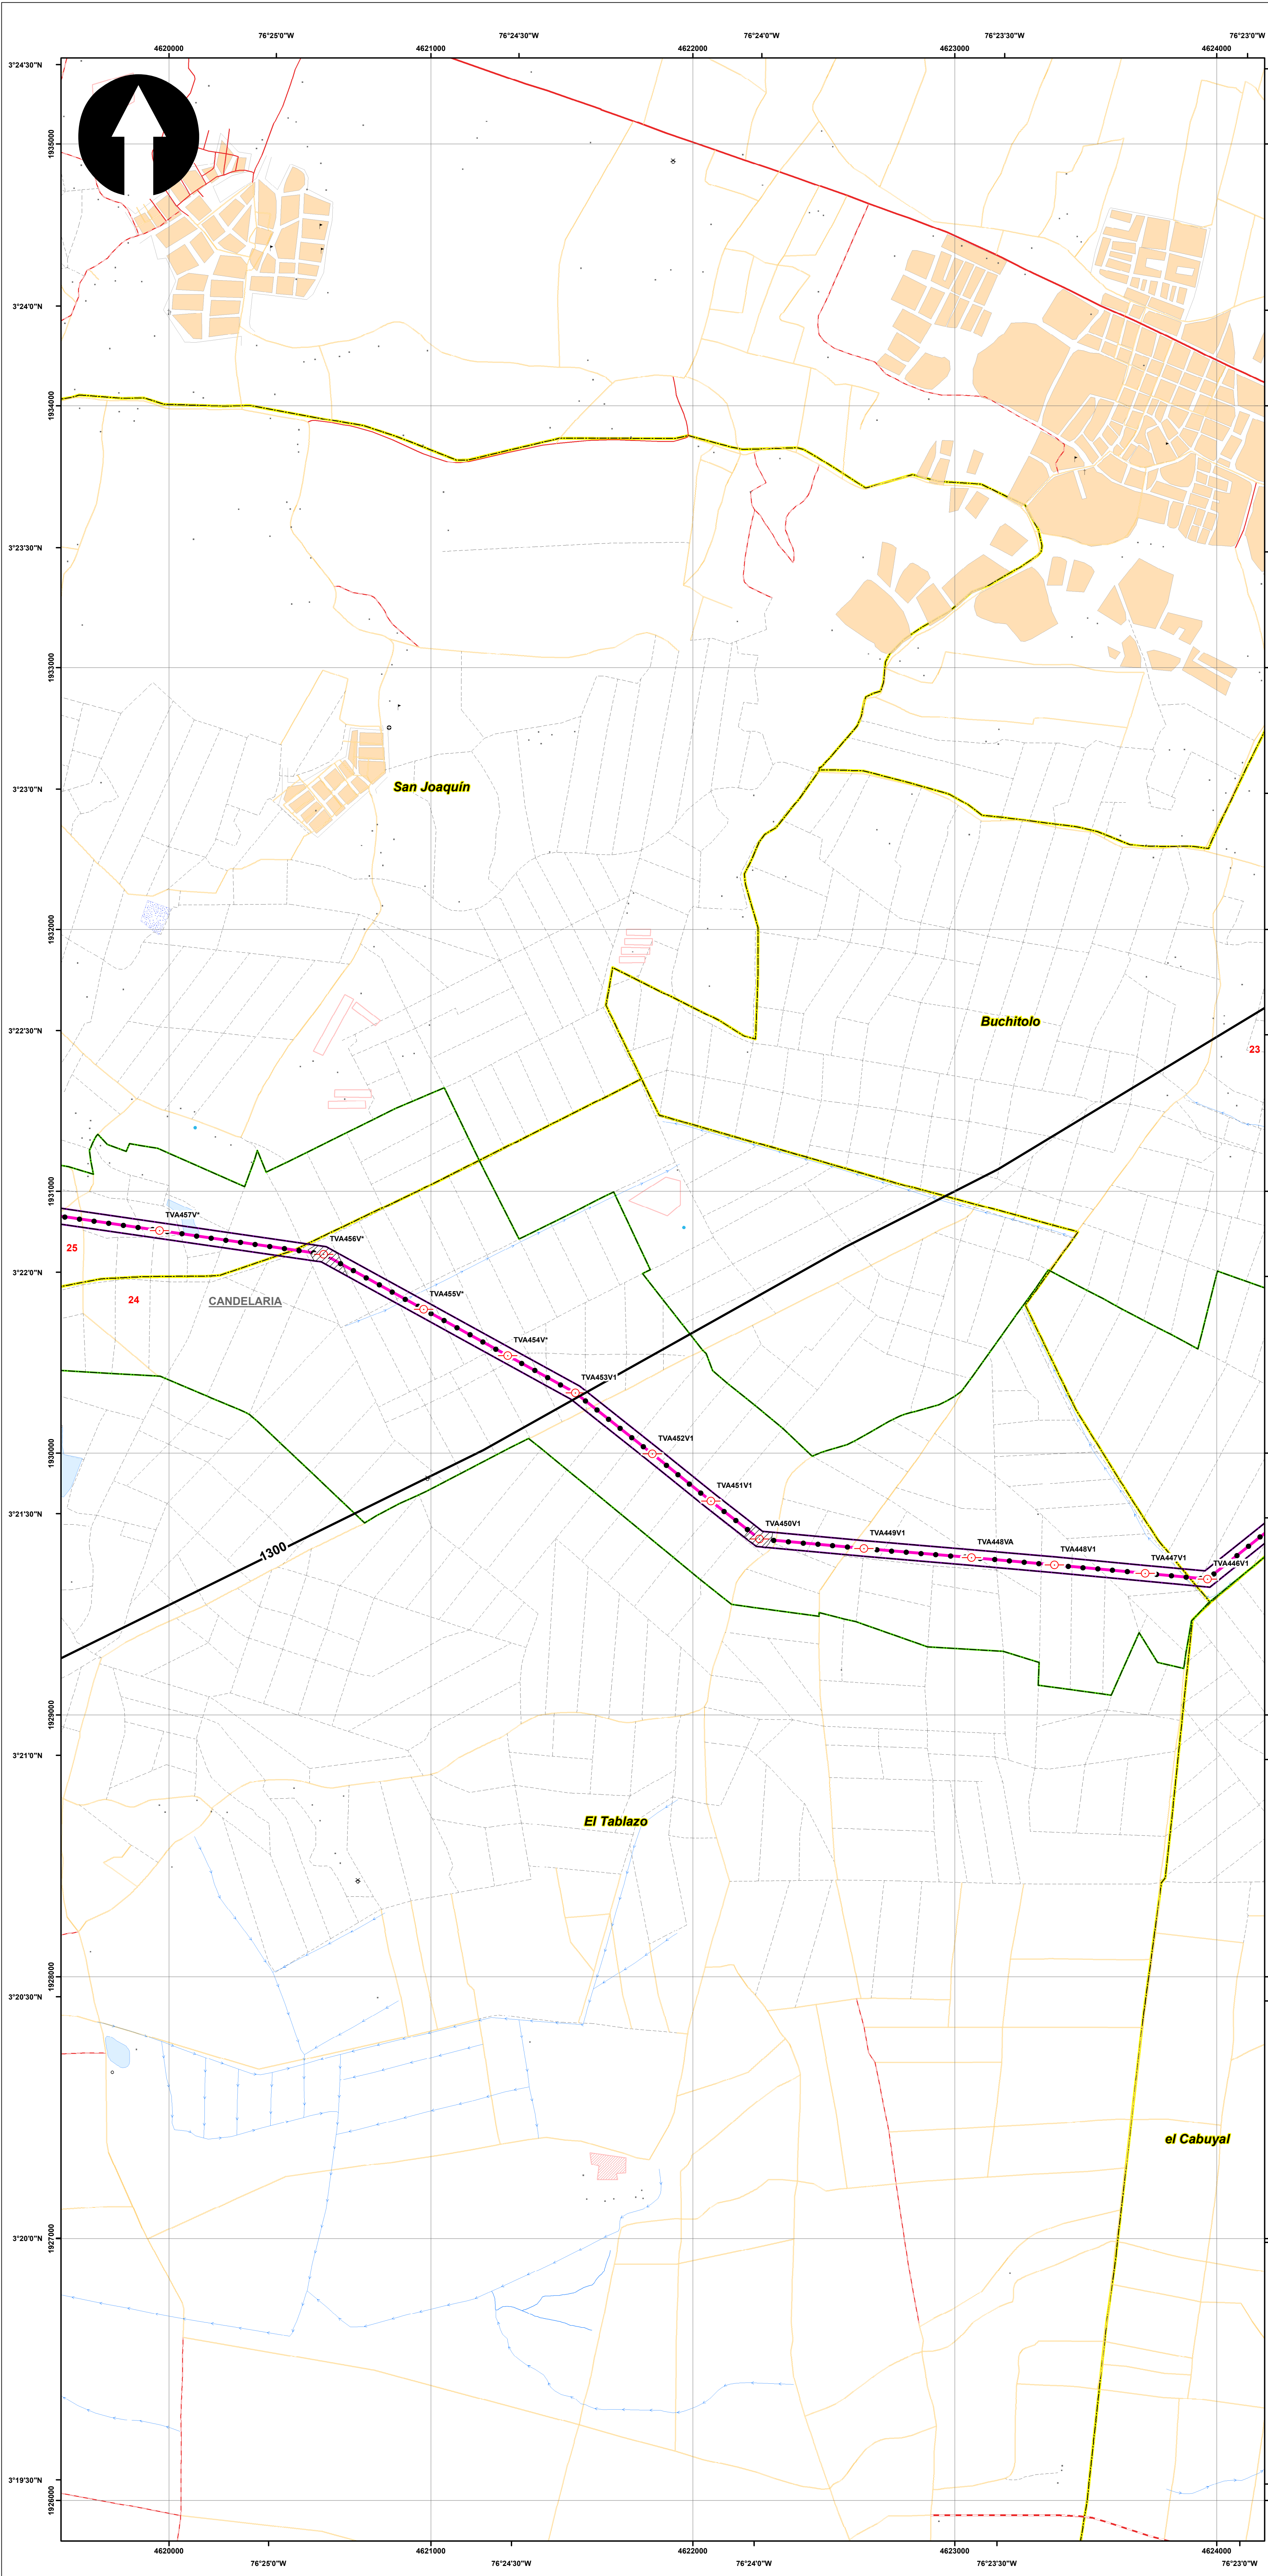 76°25'0"W 76°24'30"W 76°24'0"W 76°23'30"W 76°23'0"W
4620000 4621000 4622000 4623000 4624000
3°24'30"N
1935000
3°24'0"N
1934000
3°23'30"N
1933000
San Joaquín
3°23'0"N
1932000
Buchitolo
3°22'30"N
23
1931000
TVA457V*
TVA456V*
25
3°22'0"N
24
CANDELARIA
TVA455V*
TVA454V*
TVA453V1
TVA452V1
1930000
TVA451V1
3°21'30"N
TVA450V1
TVA449V1
TVA448VA
TVA448V1
TVA447V1
TVA446V1
1300
1929000
3°21'0"N
El Tablazo
1928000
3°20'30"N
el Cabuyal
3°20'0"N
1927000
3°19'30"N
1926000
4620000 4621000 4622000 4623000 4624000
76°25'0"W 76°24'30"W 76°24'0"W 76°23'30"W 76°23'0"W